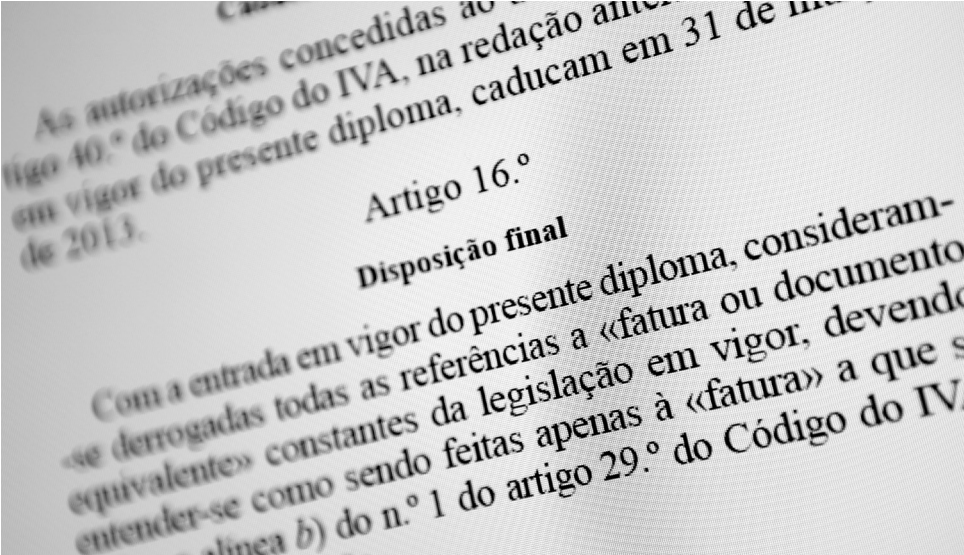 As autorizações concedidas ao
tigo 40.º do Código do IVA, na redação
em vigor do presente diploma, caducam em 31 de
de 2013.
Artigo 16.º
Disposição final
Com a entrada em vigor do presente diploma, consideram-
-se derrogadas todas as referências a «fatura ou documento
equivalente» constantes da legislação em vigor, devendo
entender-se como sendo feitas apenas à «fatura» a que s
alínea b) do n.º 1 do artigo 29.º do Código do IVA